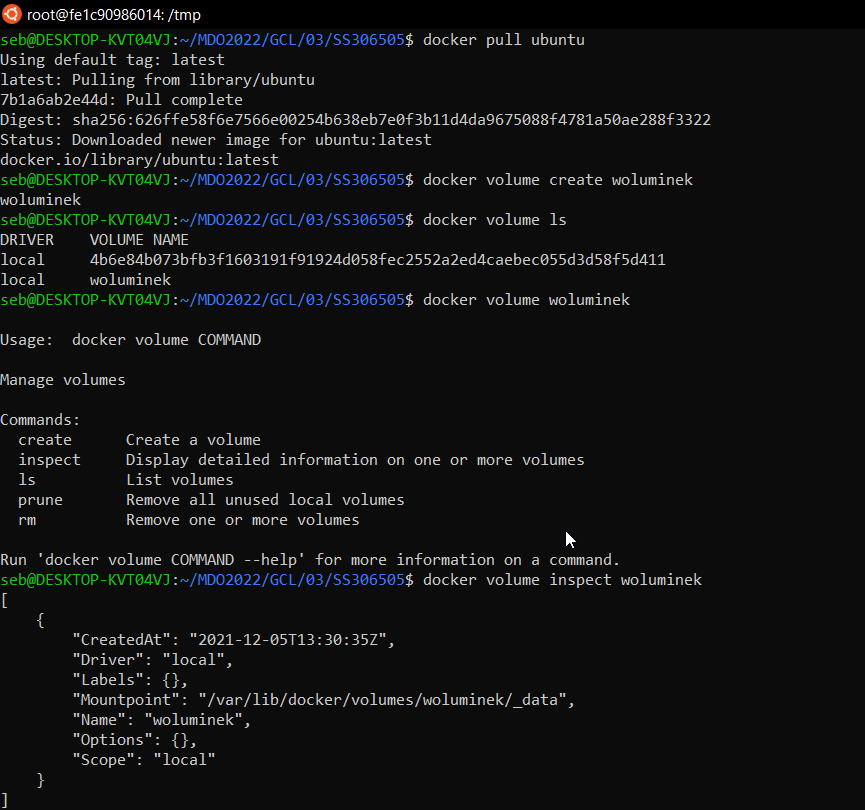 root@fe1c90986014: /tmp
seb@DESKTOP-KVT04VJ:~/MDO2022/GCL/03/SS306505$ docker pull ubuntu
Using default tag: latest
latest: Pulling from library/ubuntu
7b1a6ab2e44d: Pull complete
Digest: sha256:626ffe58f6e7566e00254b638eb7e0f3b11d4da9675088f4781a50ae288f3322
Status: Downloaded newer image for ubuntu:latest
docker.io/library/ubuntu:latest
seb@DESKTOP-KVT04VJ:~/MDO2022/GCL/03/SS306505$ docker volume create woluminek
woluminek
seb@DESKTOP-KVT04VJ:~/MDO2022/GCL/03/SS306505$ docker volume ls
DRIVER    VOLUME NAME
local     4b6e84b073bfb3f1603191f91924d058fec2552a2ed4caebec055d3d58f5d411
local     woluminek
seb@DESKTOP-KVT04VJ:~/MDO2022/GCL/03/SS306505$ docker volume woluminek

Usage:  docker volume COMMAND

Manage volumes

Commands:
  create      Create a volume
  inspect     Display detailed information on one or more volumes
  ls          List volumes
  prune       Remove all unused local volumes
  rm          Remove one or more volumes

Run 'docker volume COMMAND --help' for more information on a command.
seb@DESKTOP-KVT04VJ:~/MDO2022/GCL/03/SS306505$ docker volume inspect woluminek
[
    {
        "CreatedAt": "2021-12-05T13:30:35Z",
        "Driver": "local",
        "Labels": {},
        "Mountpoint": "/var/lib/docker/volumes/woluminek/_data",
        "Name": "woluminek",
        "Options": {},
        "Scope": "local"
    }
]